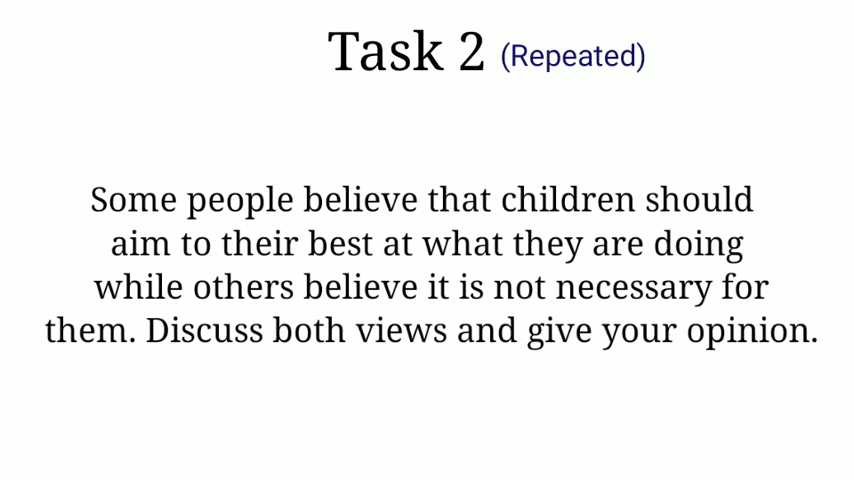 Task 2 (Repeated)
Some people believe that children should
aim to their best at what they are doing
while others believe it is not necessary for
them. Discuss both views and give your opinion.